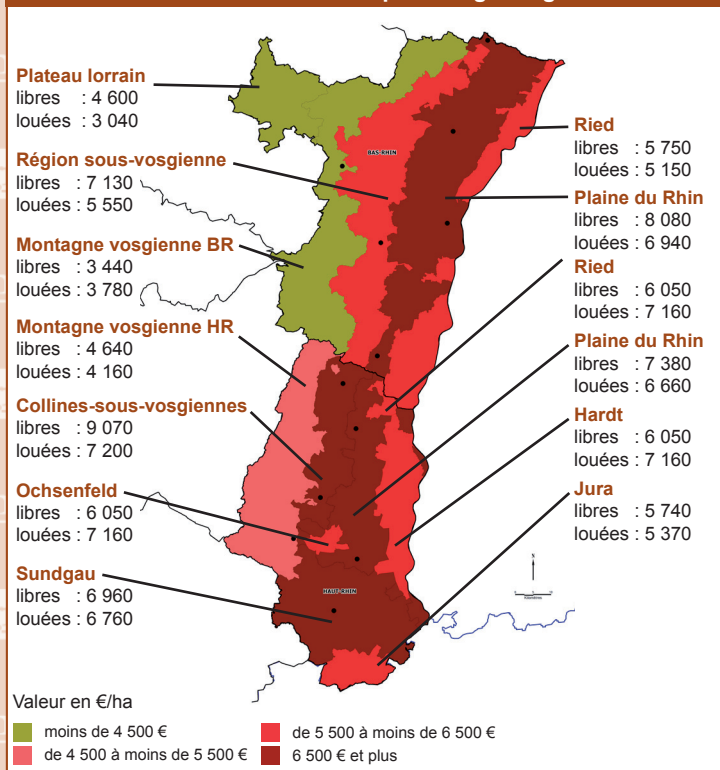 Plateau lorrain
libres : 4 600
louées : 3 040
Région sous-vosgienne
libres : 7 130
louées : 5 550
Montagne vosgienne BR
libres : 3 440
louées : 3 780
Montagne vosgienne HR
libres : 4 640
louées : 4 160
Collines-sous-vosgiennes
libres : 9 070
louées : 7 200
Ochsenfeld
libres : 6 050
louées : 7 160
Sundgau
libres : 6 960
louées : 6 760
BAS-RHIN
HAUT-RHIN
Ried
libres : 5 750
louées : 5 150
Plaine du Rhin
libres : 8 080
louées : 6 940
Ried
libres : 6 050
louées : 7 160
Plaine du Rhin
libres : 7 380
louées : 6 660
Hardt
libres : 6 050
louées : 7 160
Jura
libres : 5 740
louées : 5 370
N
Valeur en €/ha
moins de 4 500 €
de 4 500 à moins de 5 500 €
de 5 500 à moins de 6 500 €
6 500 € et plus